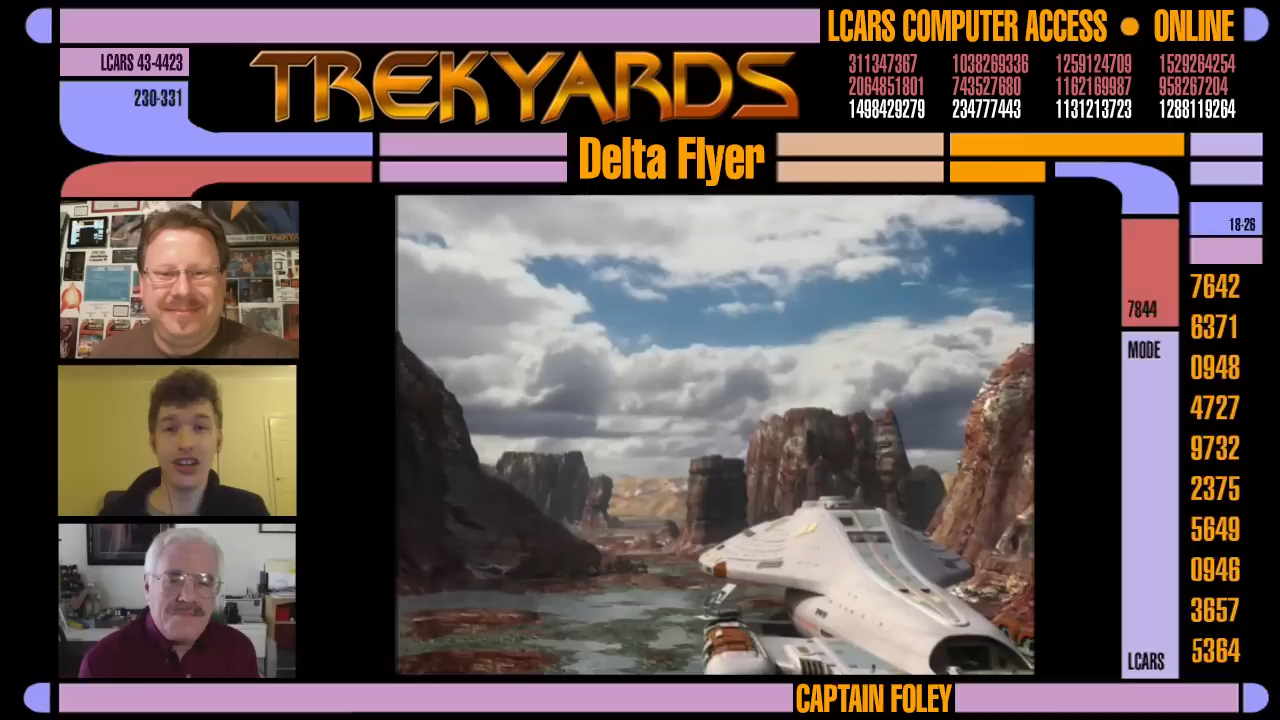 LCARS COMPUTER ACCESS • ONLINE
LCARS 43-4423
230-331
TREKYARDS
311347367 1038269336 1259124709 1529264254
2064851801 743527680 1162169987 958267204
1498429279 234777443 1131213723 1288119264
Delta Flyer
18-26
7844
MODE
LCARS
7642
6371
0948
4727
9732
2375
5649
0946
3657
5364
CAPTAIN FOLEY